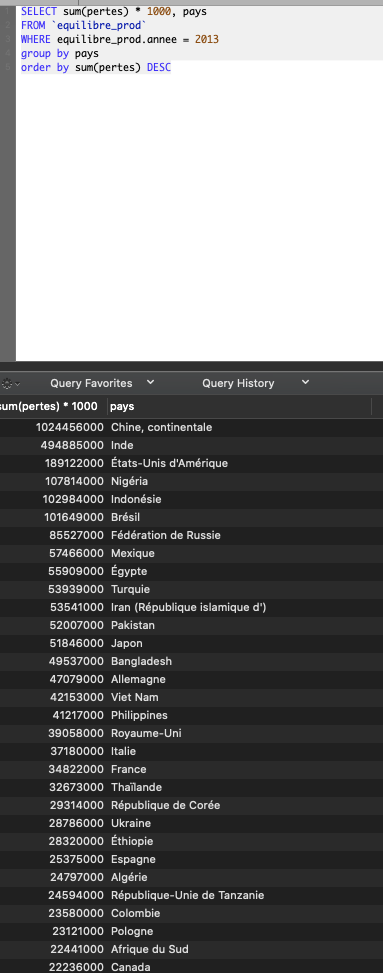 SELECT sum(pertes) * 1000, pays
FROM `equilibre_prod`
WHERE equilibre_prod.annee = 2013
group by pays
order by sum(pertes) DESC
Query Favorites Query History
sum(pertes) * 1000 pays
1024456000 Chine, continentale
494885000 Inde
189122000 États-Unis d'Amérique
107814000 Nigéria
102984000 Indonésie
101649000 Brésil
85527000 Fédération de Russie
57466000 Mexique
55909000 Égypte
53939000 Turquie
53541000 Iran (République islamique d')
52007000 Pakistan
51846000 Japon
49537000 Bangladesh
47079000 Allemagne
42153000 Viet Nam
41217000 Philippines
39058000 Royaume-Uni
37180000 Italie
34822000 France
32673000 Thaïlande
29314000 République de Corée
28786000 Ukraine
28320000 Éthiopie
25375000 Espagne
24797000 Algérie
24594000 République-Unie de Tanzanie
23580000 Colombie
23121000 Pologne
22441000 Afrique du Sud
22236000 Canada